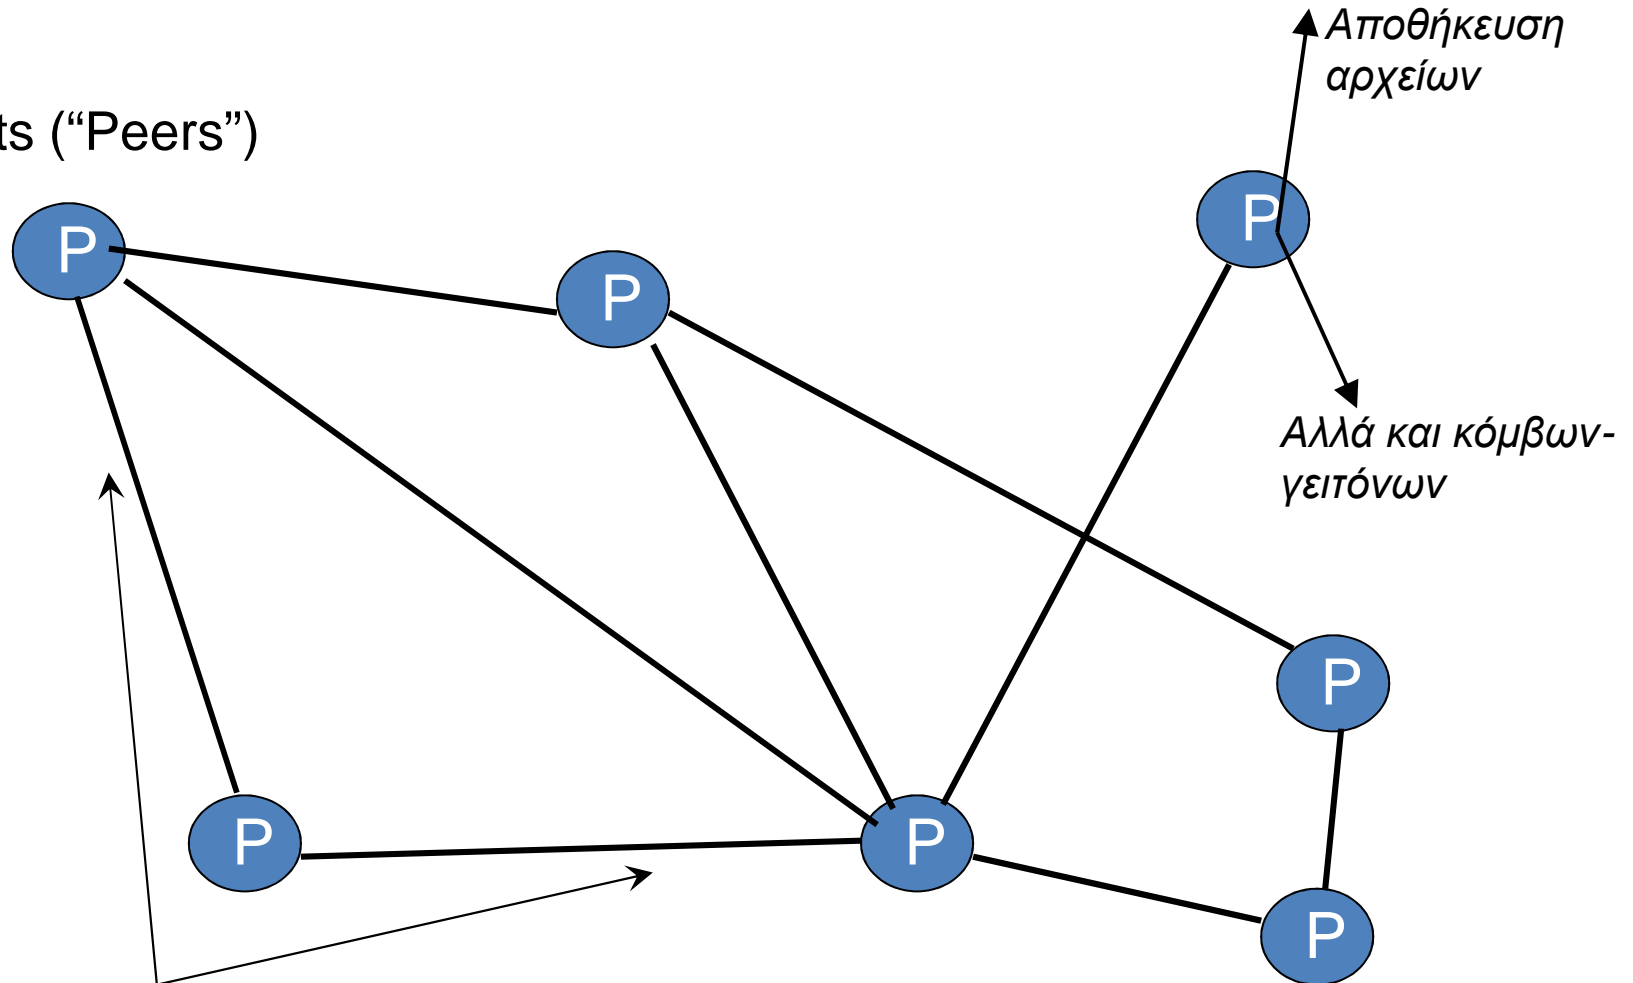 Αποθήκευση
αρχείων
ts (“Peers”)
P
P
P
Αλλά και κόμβων-
γειτόνων
P
P
P
P